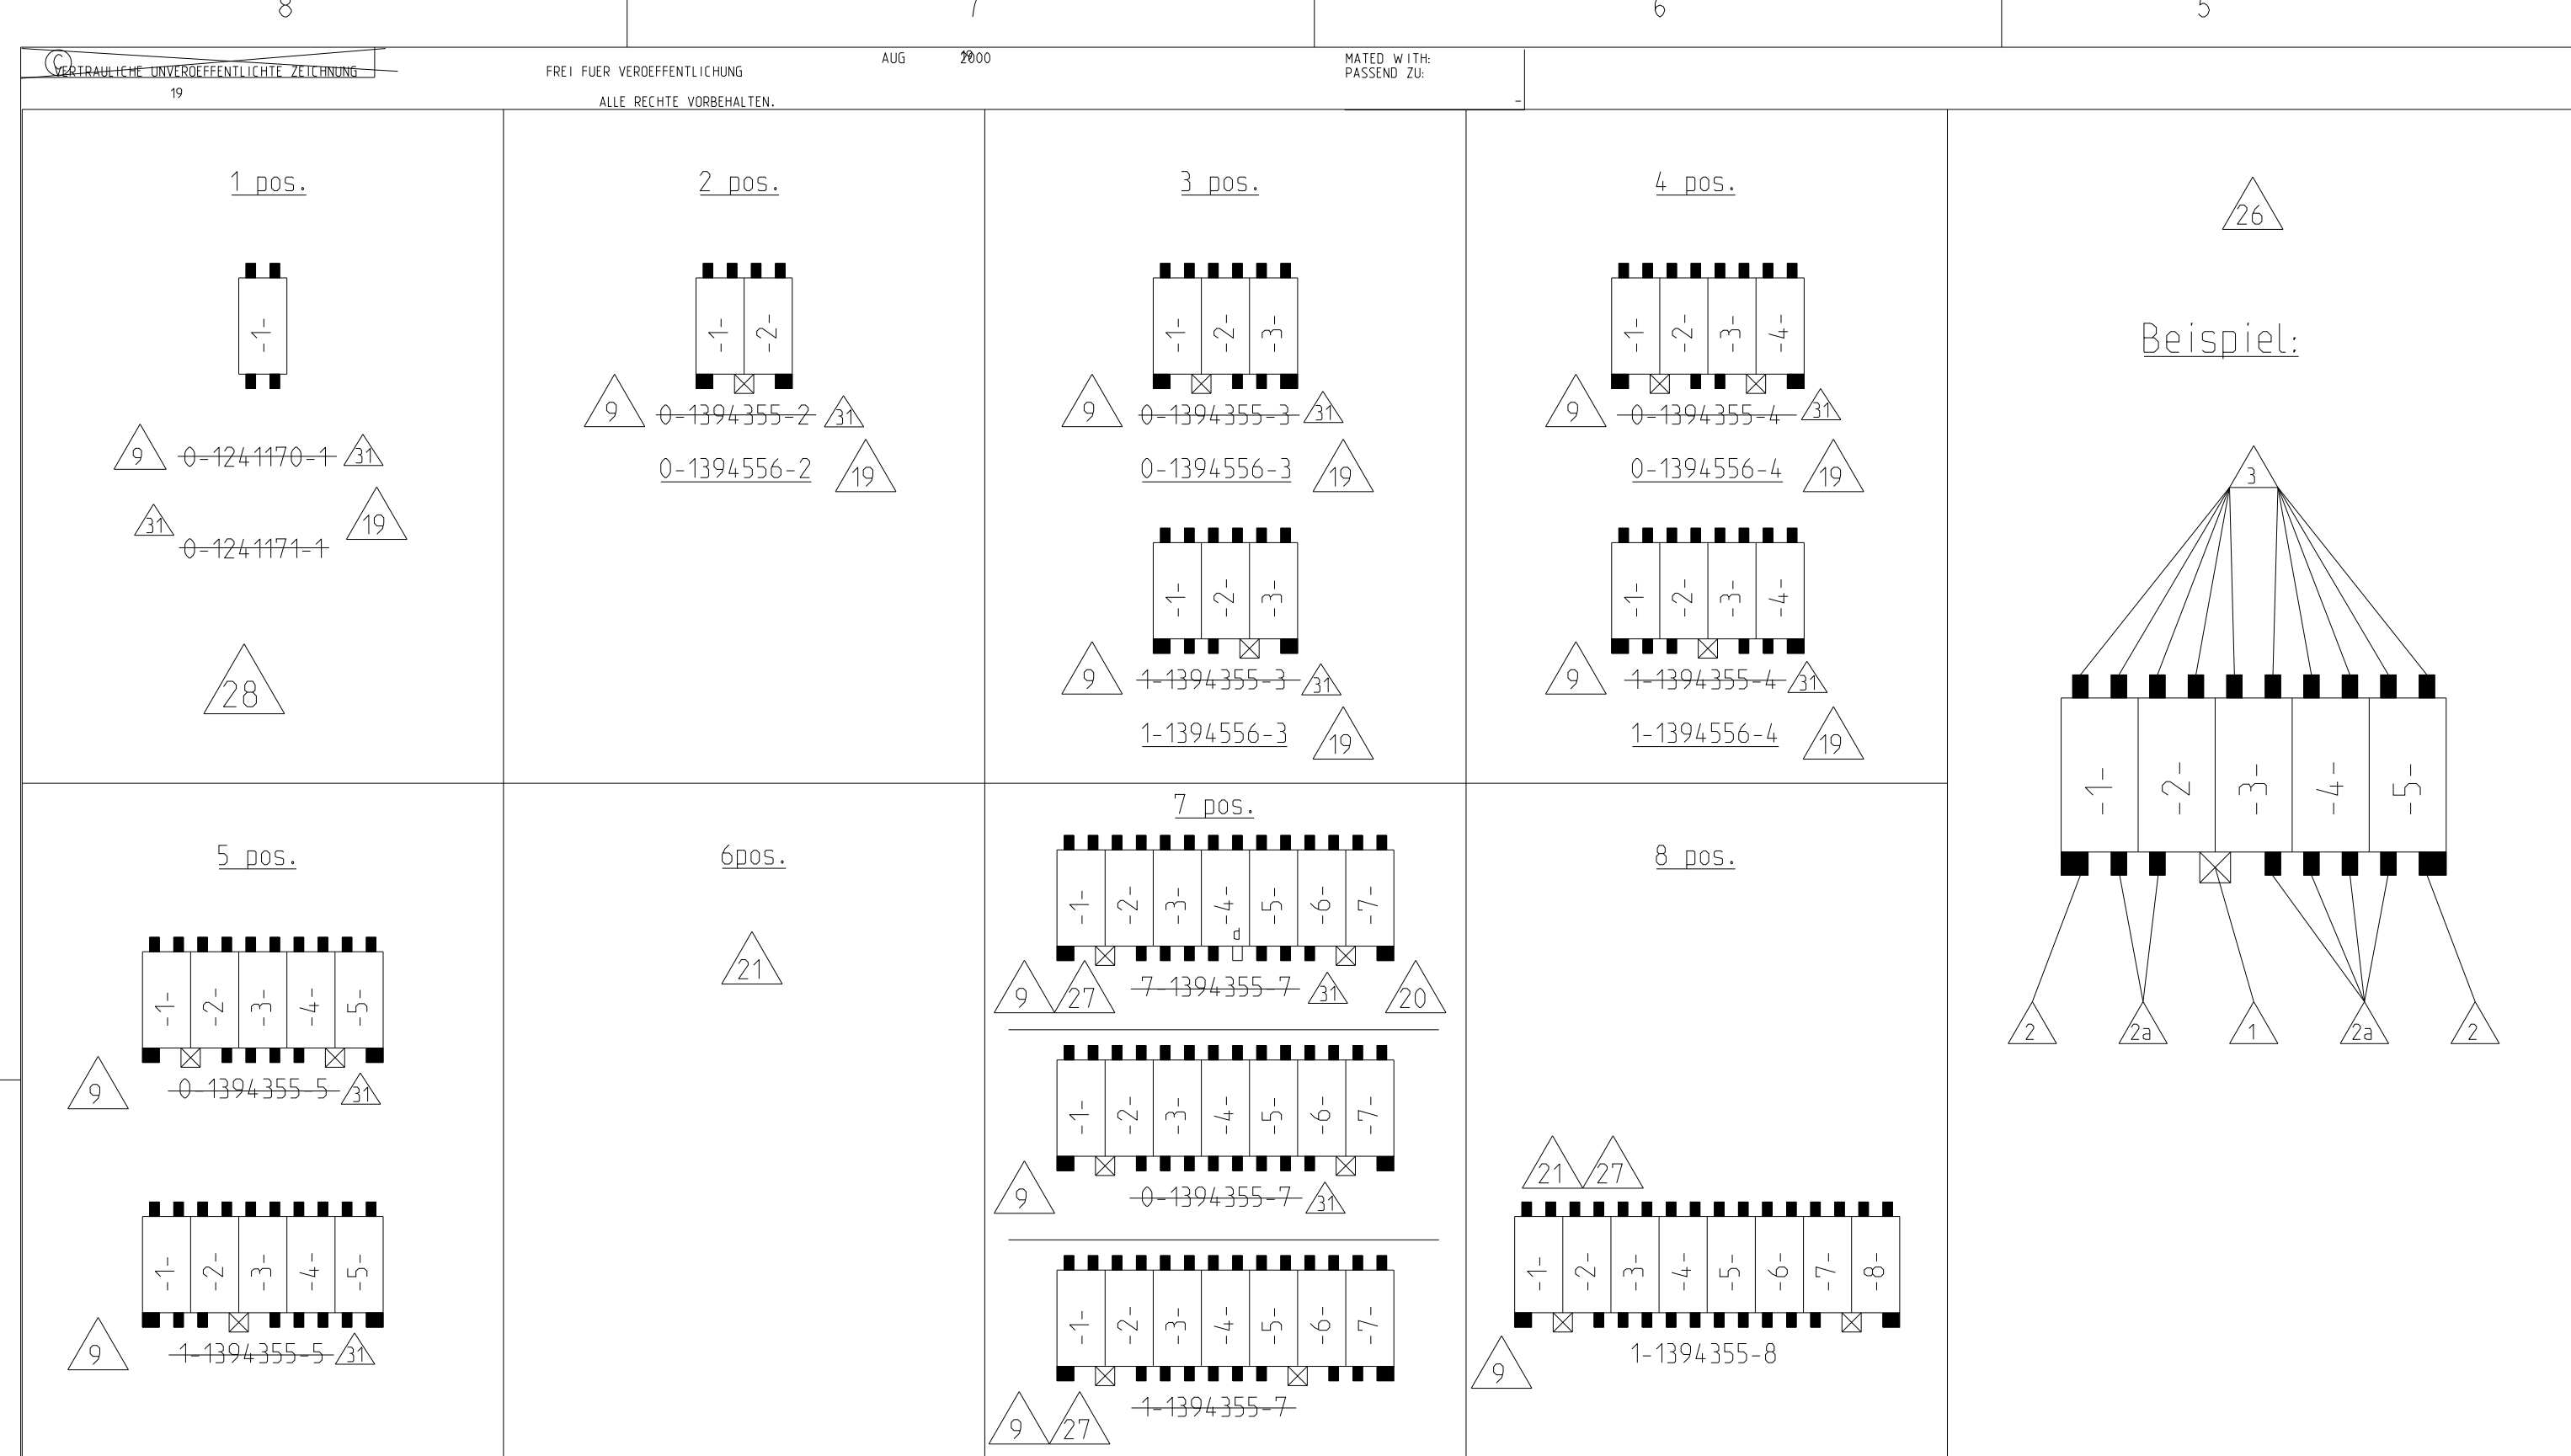 8 7 6 5
C
VERTRAULICHE UNVEROEFFENTLICHTE ZEICHNUNG
19
FREI FUER VEROEFFENTLICHUNG
ALLE RECHTE VORBEHALTEN.
AUG 2000
MATED WITH:
PASSEND ZU:
-
1 pos.
-1-
9 0-1241170-1 31
31 19
0-1241171-1
28
2 pos.
-1- -2-
9 0-1394355-2 31
0-1394556-2 19
3 pos.
-1- -2- -3-
9 0-1394355-3 31
0-1394556-3 19
-1- -2- -3-
9 1-1394355-3 31
1-1394556-3 19
4 pos.
-1- -2- -3- -4-
9 0-1394355-4 31
0-1394556-4 19
-1- -2- -3- -4-
9 1-1394355-4 31
1-1394556-4 19
26
Beispiel:
3
-1- -2- -3- -4- -5-
2 2a 1 2a 2
5 pos.
-1- -2- -3- -4- -5-
9 0-1394355-5 31
-1- -2- -3- -4- -5-
9 1-1394355-5 31
6pos.
21
7 pos.
-1- -2- -3- -4- -5- -6- -7-
d
9 27 7-1394355-7 31 20
-1- -2- -3- -4- -5- -6- -7-
9 0-1394355-7 31
-1- -2- -3- -4- -5- -6- -7-
9 27 1-1394355-7
8 pos.
21 27
-1- -2- -3- -4- -5- -6- -7- -8-
9 1-1394355-8